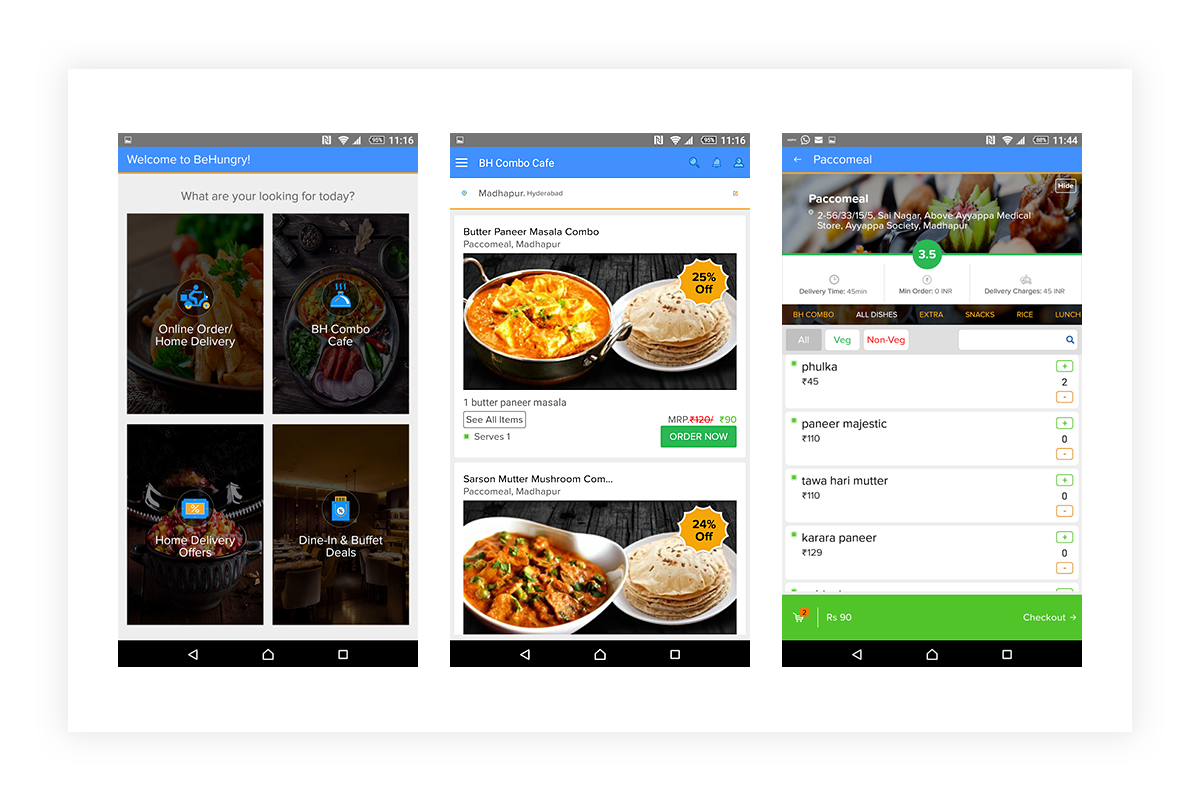 95% 11:16
Welcome to BeHungry!
What are your looking for today?
Online Order/
Home Delivery
BH Combo
Cafe
%
Home Delivery
Offers
Dine-In & Buffet
Deals
95% 11:16
BH Combo Cafe
Madhapur, Hyderabad
Butter Paneer Masala Combo
Paccomeal, Madhapur
25%
Off
1 butter paneer masala
See All Items
MRP.₹120/ ₹90
Serves 1
ORDER NOW
Sarson Mutter Mushroom Com...
Paccomeal, Madhapur
24%
Off
88% 11:44
Paccomeal
Hide
Paccomeal
2-56/33/15/5, Sai Nagar, Above Ayyappa Medical
Store, Ayyappa Society, Madhapur
3.5
Delivery Time: 45min
Min Order: 0 INR
Delivery Charges: 45 INR
BH COMBO ALL DISHES EXTRA SNACKS RICE LUNCH
All Veg Non-Veg
phulka
₹45
+
2
-
paneer majestic
₹110
+
0
-
tawa hari mutter
₹110
+
0
-
karara paneer
₹129
+
0
-
2
Rs 90
Checkout →